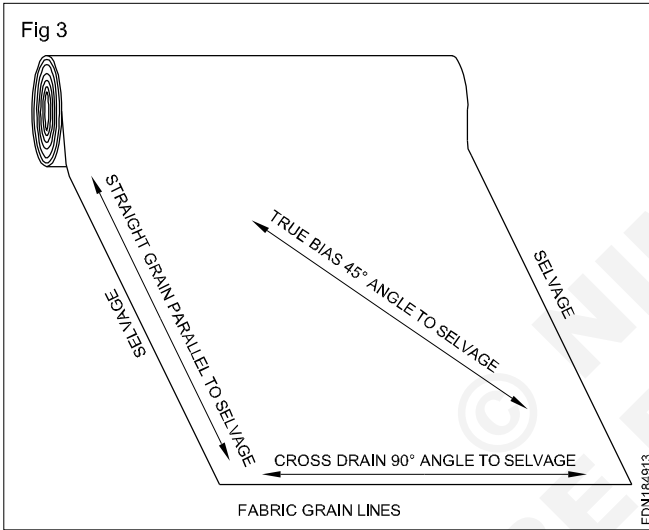 Fig 3
STRAIGHT GRAIN PARALLEL TO SELVAGE
SELVAGE
TRUE BIAS 45° ANGLE TO SELVAGE
SELVAGE
CROSS DRAIN 90° ANGLE TO SELVAGE
FABRIC GRAIN LINES
FDN184913